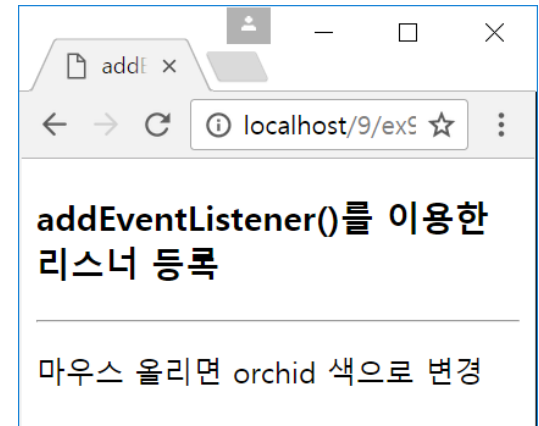 add
localhost/9/ex9
addEventListener()를 이용한
리스너 등록
마우스 올리면 orchid 색으로 변경